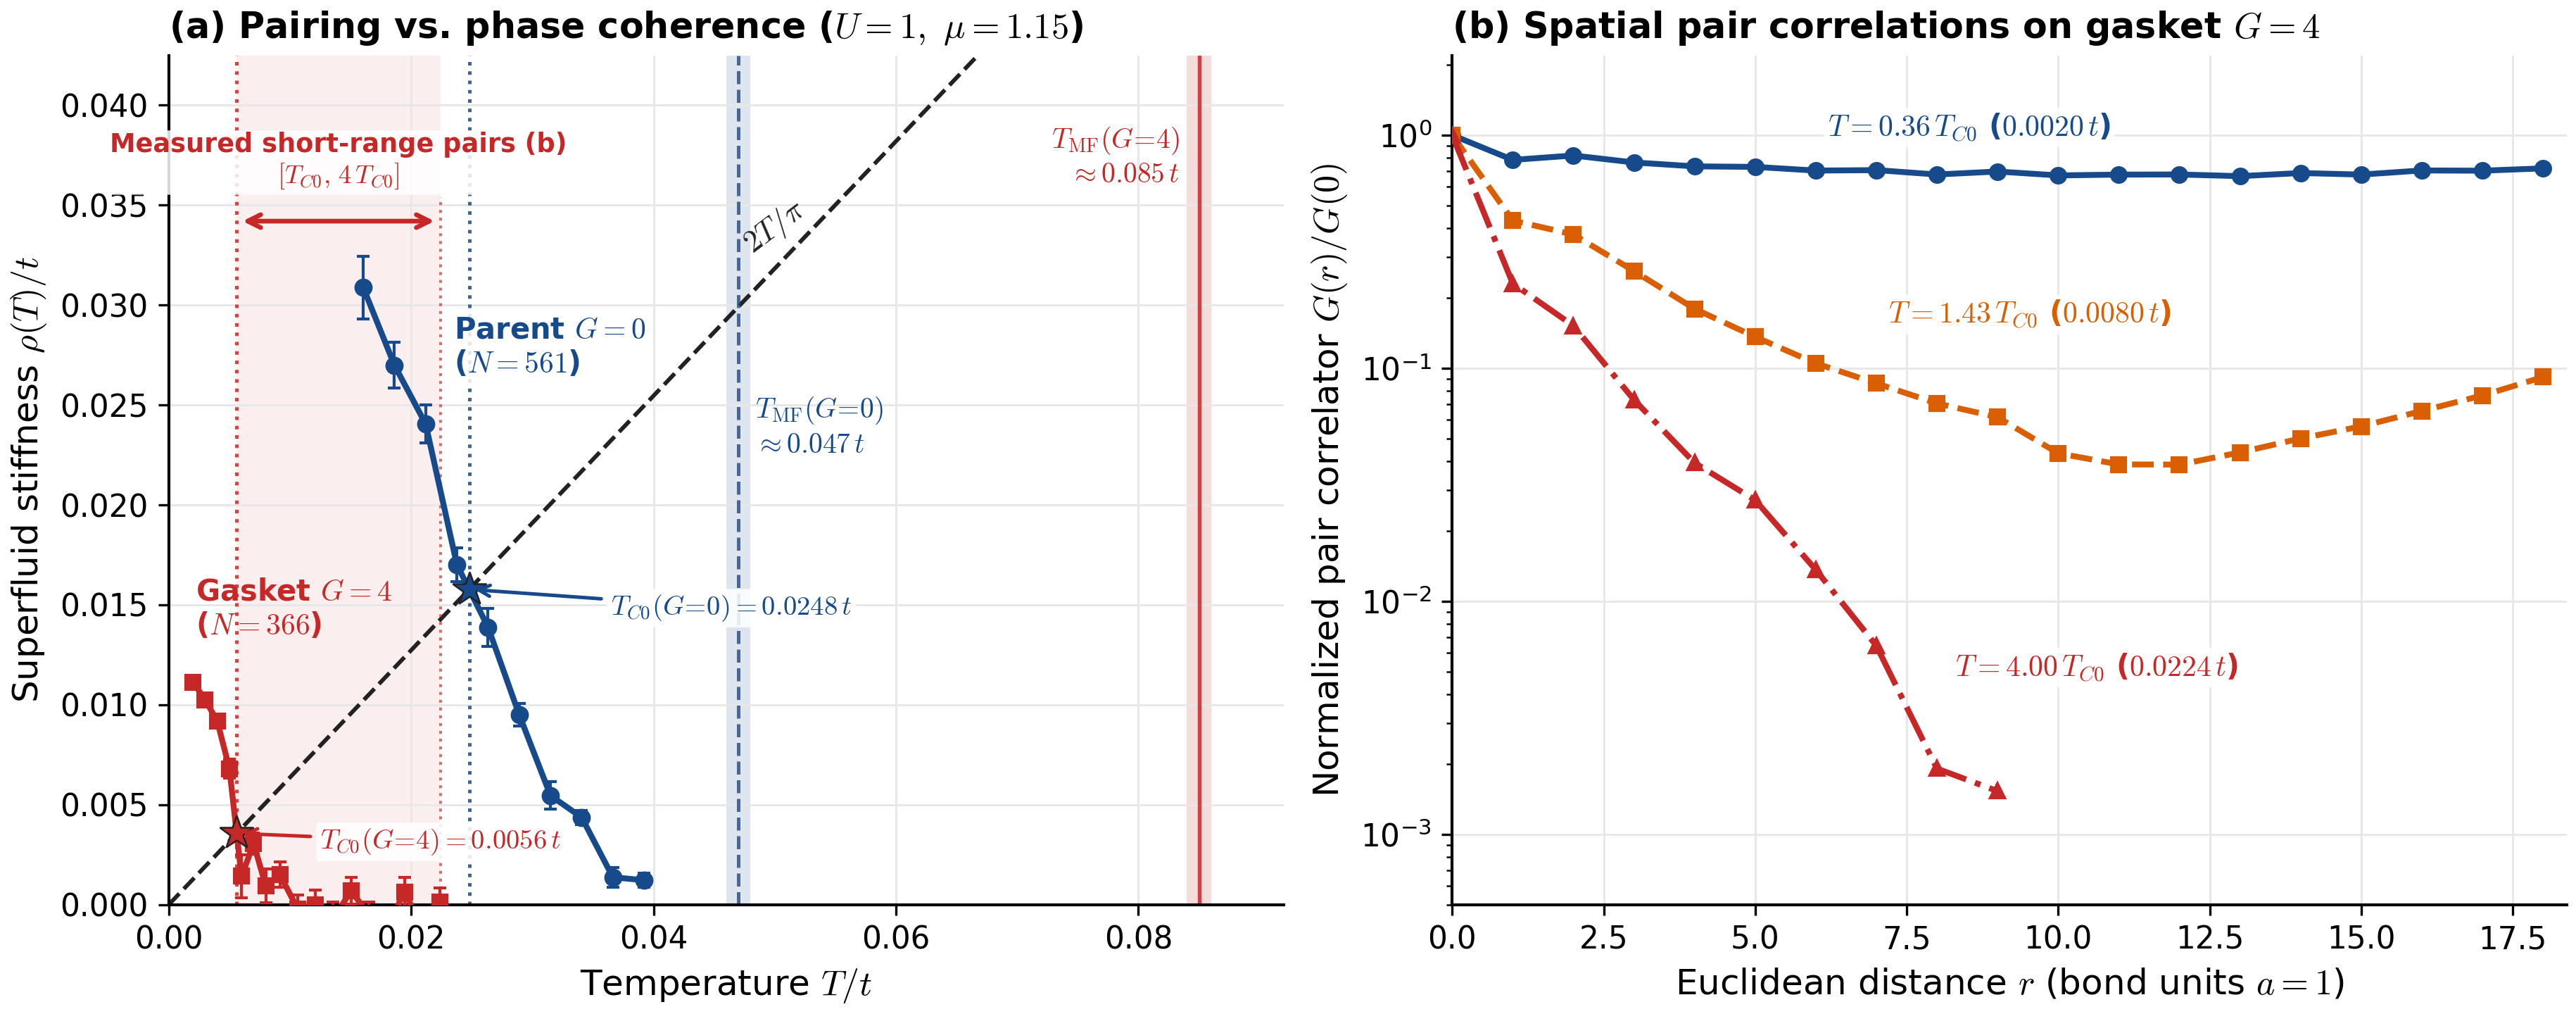 (a) Pairing vs. phase coherence (U = 1, μ = 1.15)
Superfluid stiffness ρ(T)/t
0.040
0.035
0.030
0.025
0.020
0.015
0.010
0.005
0.000
Measured short-range pairs (b)
[T_C0, 4 T_C0]
T_MF(G=4)
≈ 0.085 t
2T/π
Parent G = 0
(N = 561)
T_MF(G=0)
≈ 0.047 t
Gasket G = 4
(N = 366)
T_C0(G=0) = 0.0248 t
T_C0(G=4) = 0.0056 t
0.00 0.02 0.04 0.06 0.08
Temperature T/t
(b) Spatial pair correlations on gasket G = 4
Normalized pair correlator G(r)/G(0)
10⁰
10⁻¹
10⁻²
10⁻³
T = 0.36 T_C0 (0.0020 t)
T = 1.43 T_C0 (0.0080 t)
T = 4.00 T_C0 (0.0224 t)
0.0 2.5 5.0 7.5 10.0 12.5 15.0 17.5
Euclidean distance r (bond units a = 1)